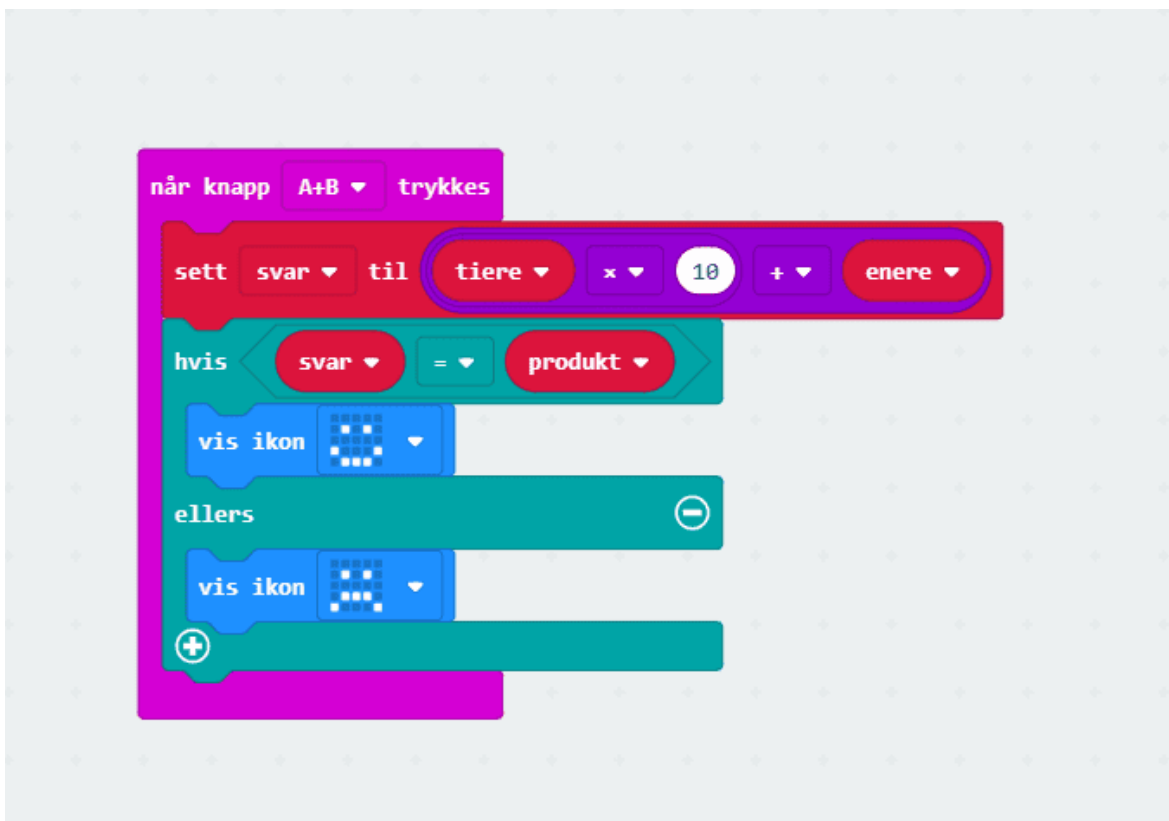 når knapp A+B trykkes
sett svar til tiere x 10 + enere
hvis svar = produkt
vis ikon
ellers
vis ikon